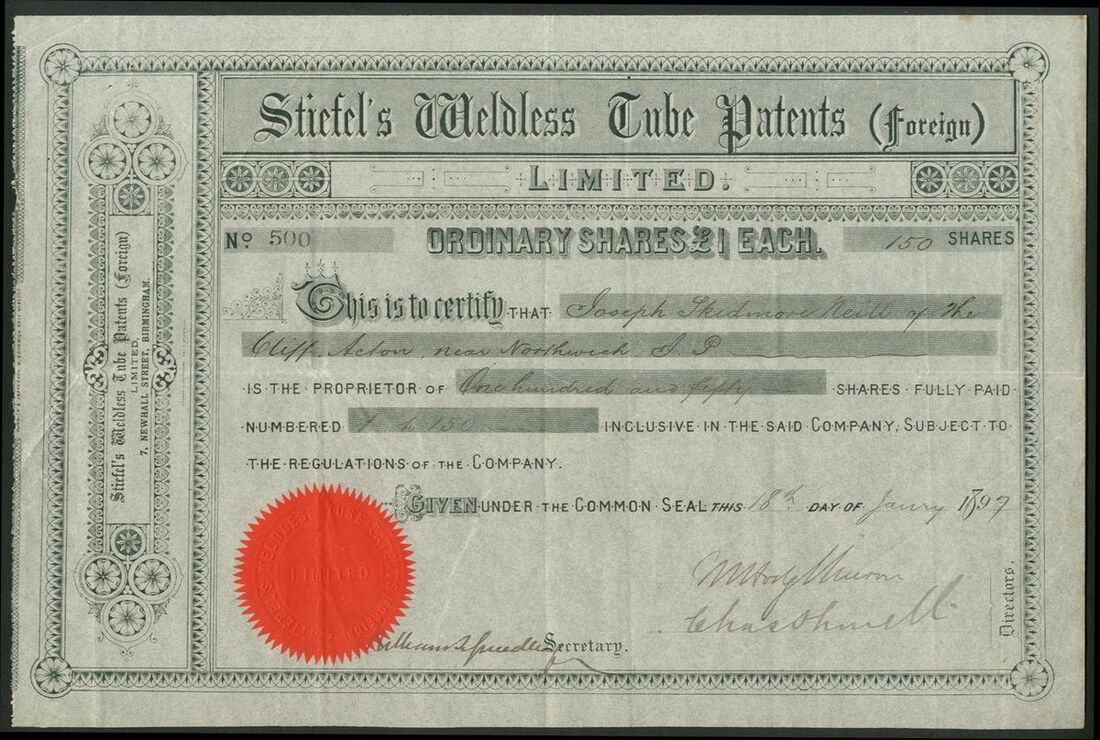 Stiefel's Weldless Tube Patents (Foreign)
LIMITED.
No. 500 ORDINARY SHARES £1 EACH. 150 SHARES
This is to certify THAT Joseph Skidmore Neill of The
Cliff Acton, near Northwich J P
IS THE PROPRIETOR OF One hundred and fifty SHARES FULLY PAID
NUMBERED 1 to 150 INCLUSIVE IN THE SAID COMPANY, SUBJECT TO
THE REGULATIONS OF THE COMPANY.
GIVEN UNDER THE COMMON SEAL THIS 18th DAY OF Janry 1897
Directors.
Secretary.
LIMITED
Stiefel's Weldless Tube Patents (Foreign)
LIMITED,
7, NEWHALL STREET, BIRMINGHAM.